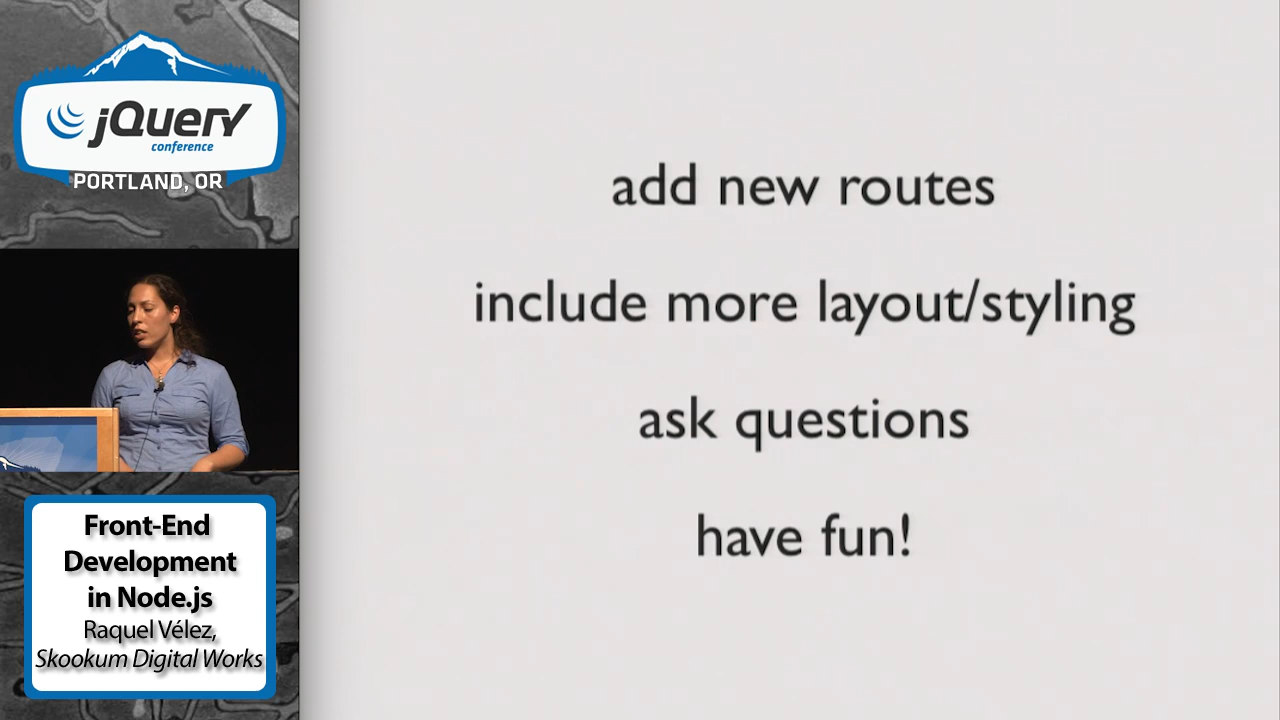 jQuery
conference
PORTLAND, OR
add new routes
include more layout/styling
ask questions
have fun!
Front-End
Development
in Node.js
Raquel Vélez,
Skookum Digital Works